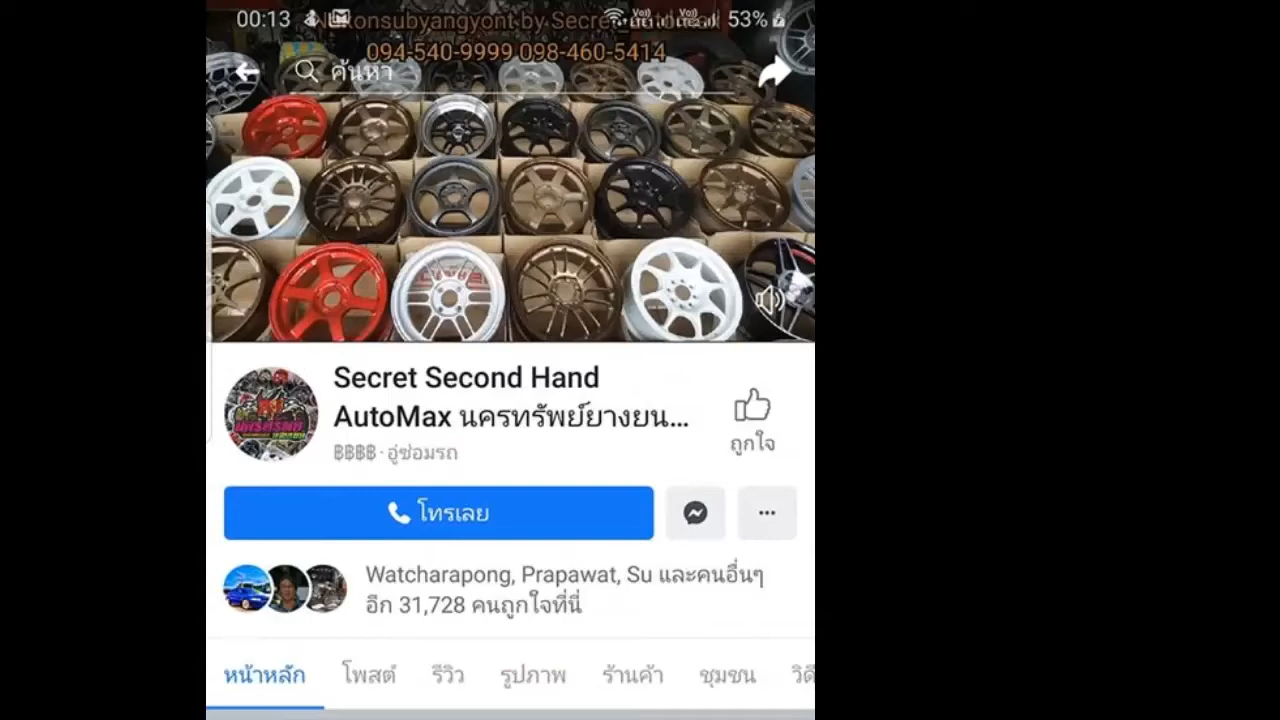 00:13
53%
Nakonsubyangyont by Secret
094-540-9999 098-460-5414
ค้นหา
Secret Second Hand
AutoMax นครทรัพย์ยางยน...
ถูกใจ
฿฿฿฿ · อู่ซ่อมรถ
โทรเลย
Watcharapong, Prapawat, Su และคนอื่นๆ
อีก 31,728 คนถูกใจที่นี่
หน้าหลัก โพสต์ รีวิว รูปภาพ ร้านค้า ชุมชน วิดี